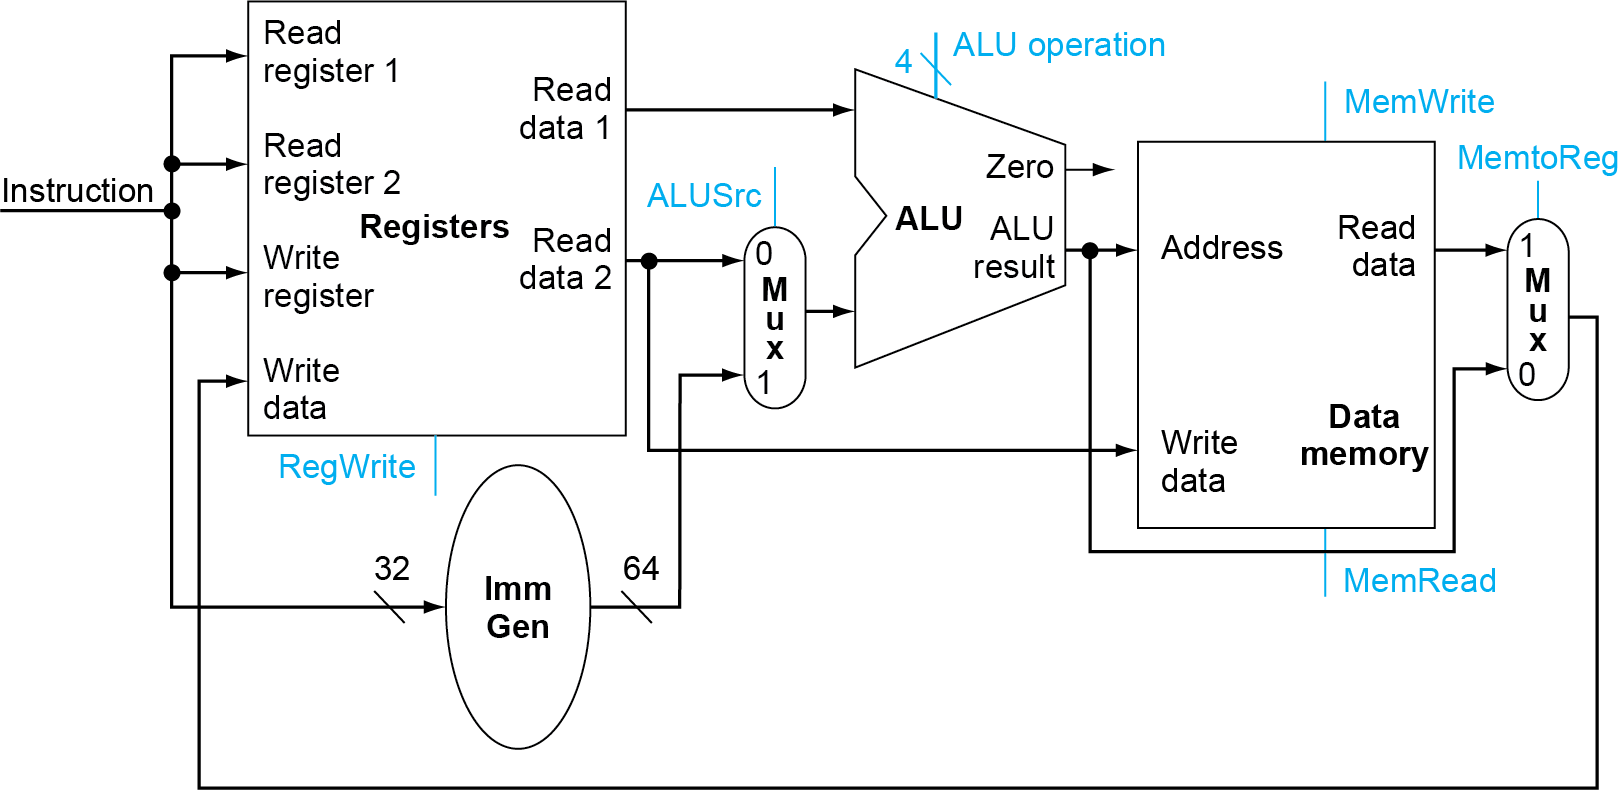 Instruction
Read
register 1
Read
register 2
Registers
Write
register
Write
data
Read
data 1
Read
data 2
RegWrite
32
Imm
Gen
64
ALUSrc
0
M
u
x
1
4
ALU operation
Zero
ALU
ALU
result
MemWrite
Address
Read
data
Write
data
Data
memory
MemRead
MemtoReg
1
M
u
x
0